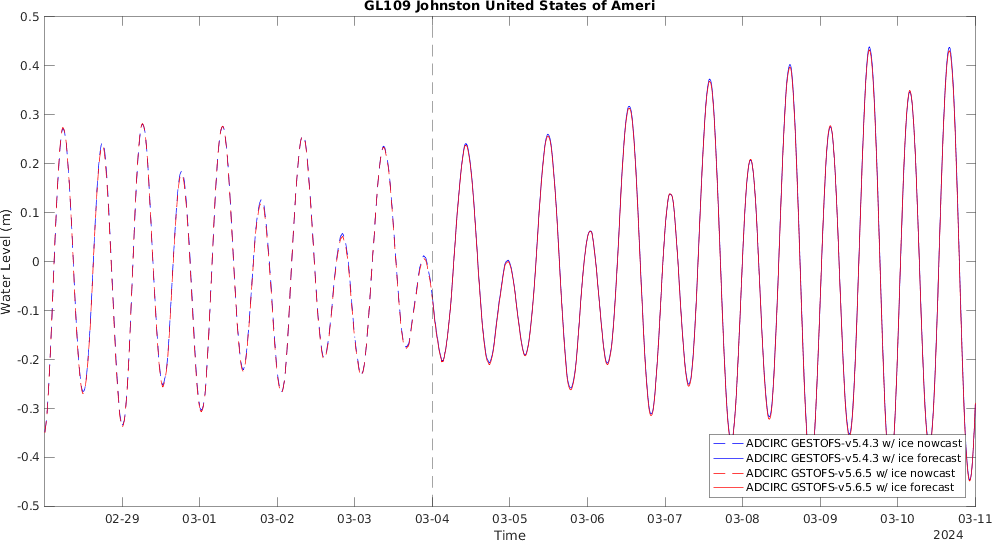 GL109 Johnston United States of Ameri
0.5
0.4
0.3
0.2
0.1
0
-0.1
-0.2
-0.3
-0.4
-0.5
Water Level (m)
ADCIRC GESTOFS-v5.4.3 w/ ice nowcast
ADCIRC GESTOFS-v5.4.3 w/ ice forecast
ADCIRC GSTOFS-v5.6.5 w/ ice nowcast
ADCIRC GSTOFS-v5.6.5 w/ ice forecast
02-29 03-01 03-02 03-03 03-04 03-05 03-06 03-07 03-08 03-09 03-10 03-11
Time
2024